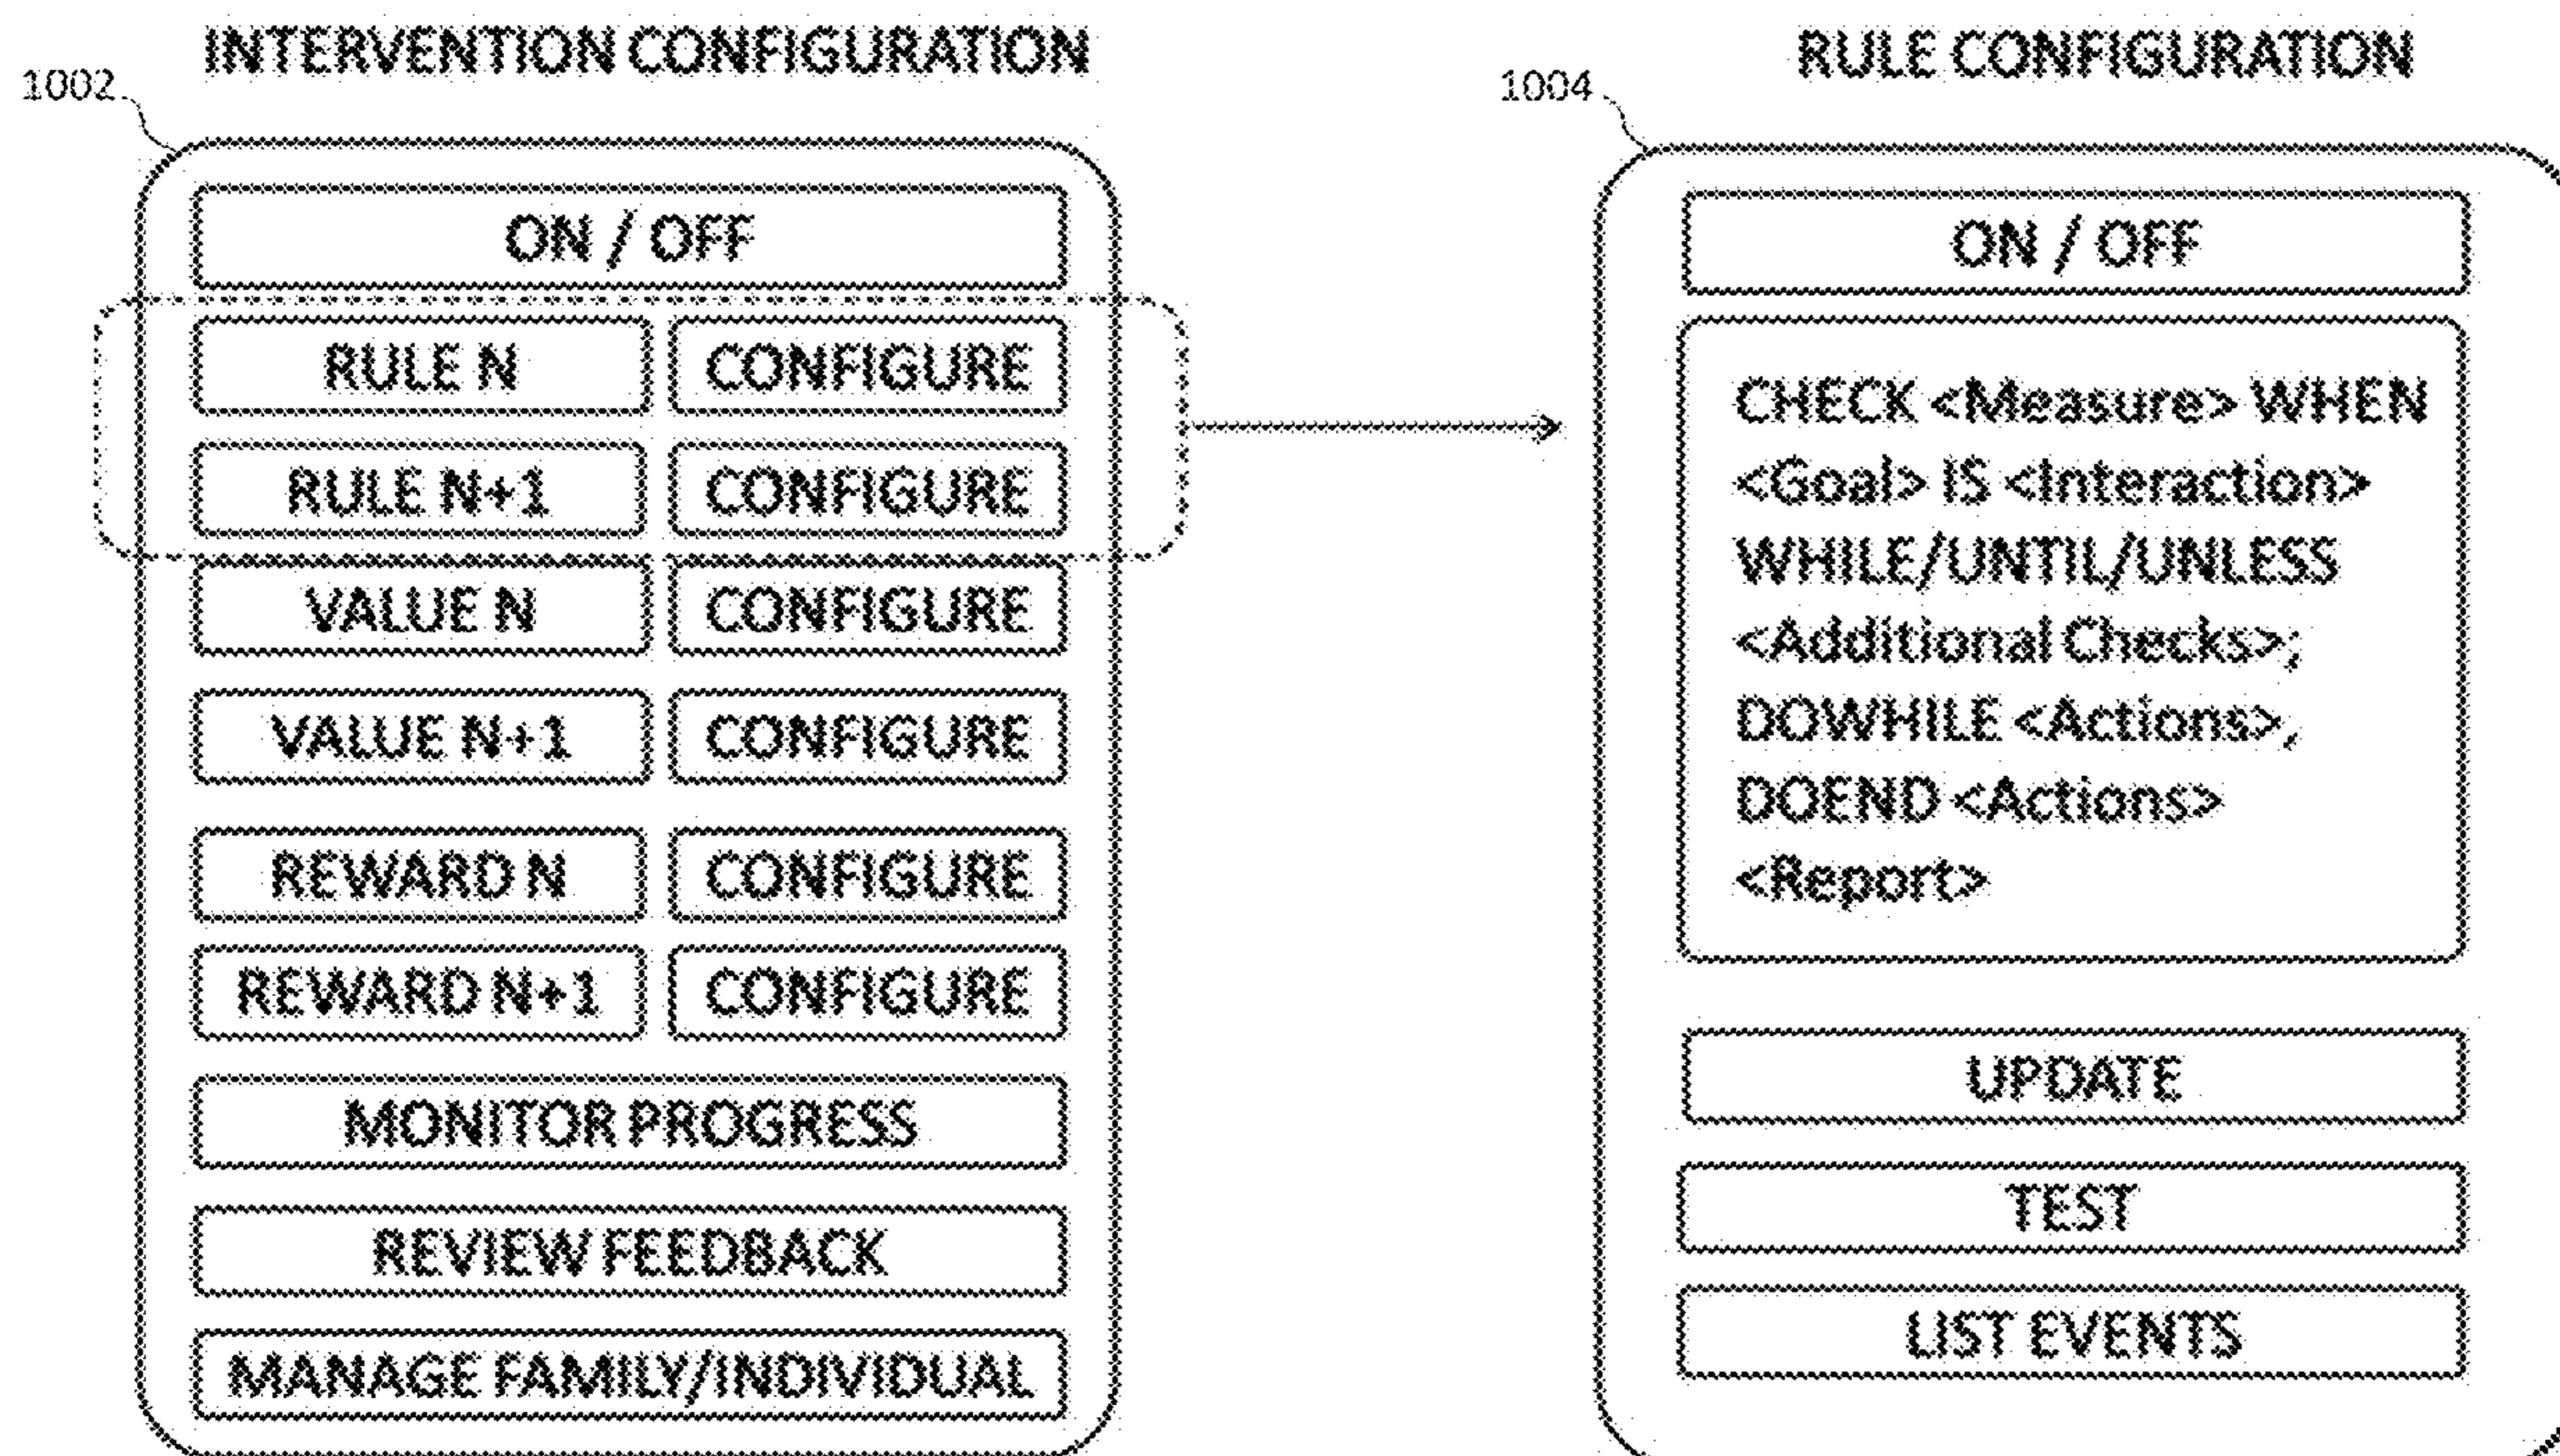 INTERVENTION CONFIGURATION
1002
ON / OFF
RULE N CONFIGURE
RULE N+1 CONFIGURE
VALUE N CONFIGURE
VALUE N+1 CONFIGURE
REWARD N CONFIGURE
REWARD N+1 CONFIGURE
MONITOR PROGRESS
REVIEW FEEDBACK
MANAGE FAMILY/INDIVIDUAL
RULE CONFIGURATION
1004
ON / OFF
CHECK <Measure> WHEN
<Goal> IS <Interaction>
WHILE/UNTIL/UNLESS
<Additional Checks>;
DOWHILE <Actions>,
DOEND <Actions>
<Report>
UPDATE
TEST
LIST EVENTS